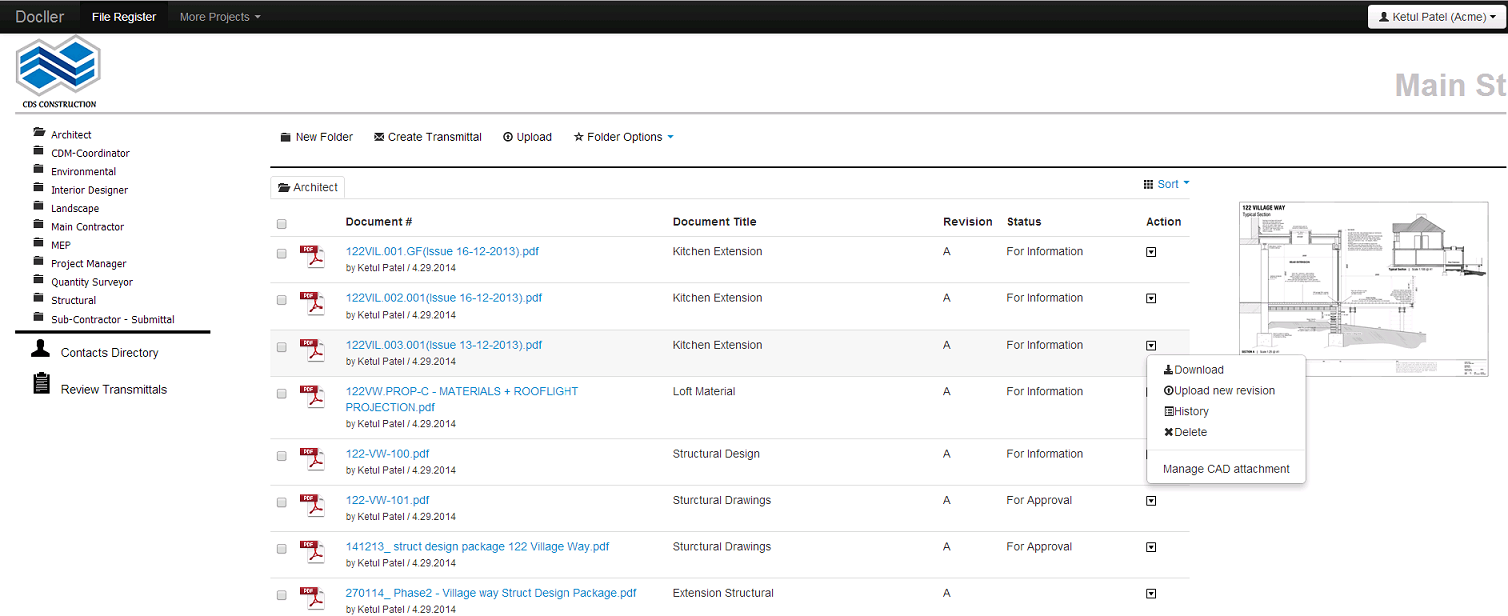 Docller File Register More Projects Ketul Patel (Acme)
CDS CONSTRUCTION
Main St
Architect
CDM-Coordinator
Environmental
Interior Designer
Landscape
Main Contractor
MEP
Project Manager
Quantity Surveyor
Structural
Sub-Contractor - Submittal
Contacts Directory
Review Transmittals
New Folder Create Transmittal Upload Folder Options
Architect Sort
Document # Document Title Revision Status Action
PDF 122VIL.001.GF(Issue 16-12-2013).pdf Kitchen Extension A For Information
by Ketul Patel / 4.29.2014
PDF 122VIL.002.001(Issue 16-12-2013).pdf Kitchen Extension A For Information
by Ketul Patel / 4.29.2014
PDF 122VIL.003.001(Issue 13-12-2013).pdf Kitchen Extension A For Information
by Ketul Patel / 4.29.2014
PDF 122VW.PROP-C - MATERIALS + ROOFLIGHT Loft Material A For Information
PROJECTION.pdf
by Ketul Patel / 4.29.2014
PDF 122-VW-100.pdf Structural Design A For Information
by Ketul Patel / 4.29.2014
PDF 122-VW-101.pdf Sturctural Drawings A For Approval
by Ketul Patel / 4.29.2014
PDF 141213_ struct design package 122 Village Way.pdf Sturctural Drawings A For Approval
by Ketul Patel / 4.29.2014
PDF 270114_ Phase2 - Village way Struct Design Package.pdf Extension Structural A
by Ketul Patel / 4.29.2014
Download
Upload new revision
History
Delete
Manage CAD attachment
122 VILLAGE WAY
Typical Section